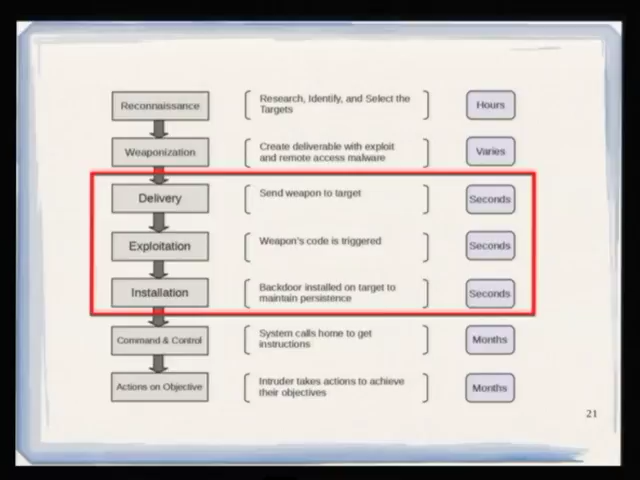 Reconnaissance
Research, Identify, and Select the
Targets
Hours
Weaponization
Create deliverable with exploit
and remote access malware
Varies
Delivery
Send weapon to target
Seconds
Exploitation
Weapon's code is triggered
Seconds
Installation
Backdoor installed on target to
maintain persistence
Seconds
Command & Control
System calls home to get
instructions
Months
Actions on Objective
Intruder takes actions to achieve
their objectives
Months
21